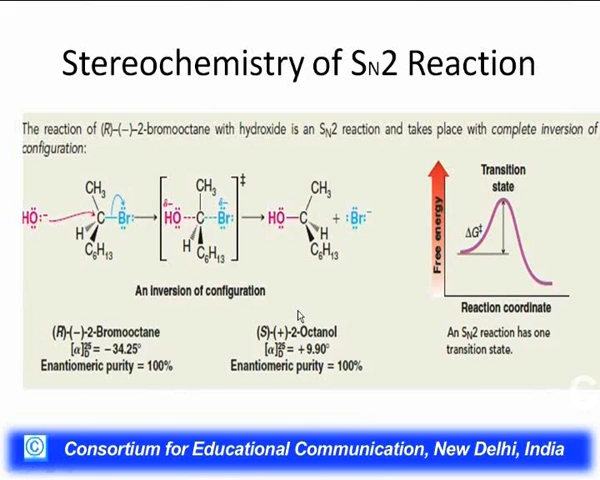 Stereochemistry of SN2 Reaction
The reaction of (R)-(−)-2-bromooctane with hydroxide is an SN2 reaction and takes place with complete inversion of
configuration:
CH3 CH3 ‡ CH3
HÖ:− C Br: δ− HÖ---C---Br: δ− HÖ—C + :Br:−
H C6H13 H C6H13 H C6H13
An inversion of configuration
(R)-(−)-2-Bromooctane
[α]25D = −34.25°
Enantiomeric purity = 100%
(S)-(+)-2-Octanol
[α]25D = +9.90°
Enantiomeric purity = 100%
Transition
state
Free energy
ΔG‡
Reaction coordinate
An SN2 reaction has one
transition state.
C
© Consortium for Educational Communication, New Delhi, India